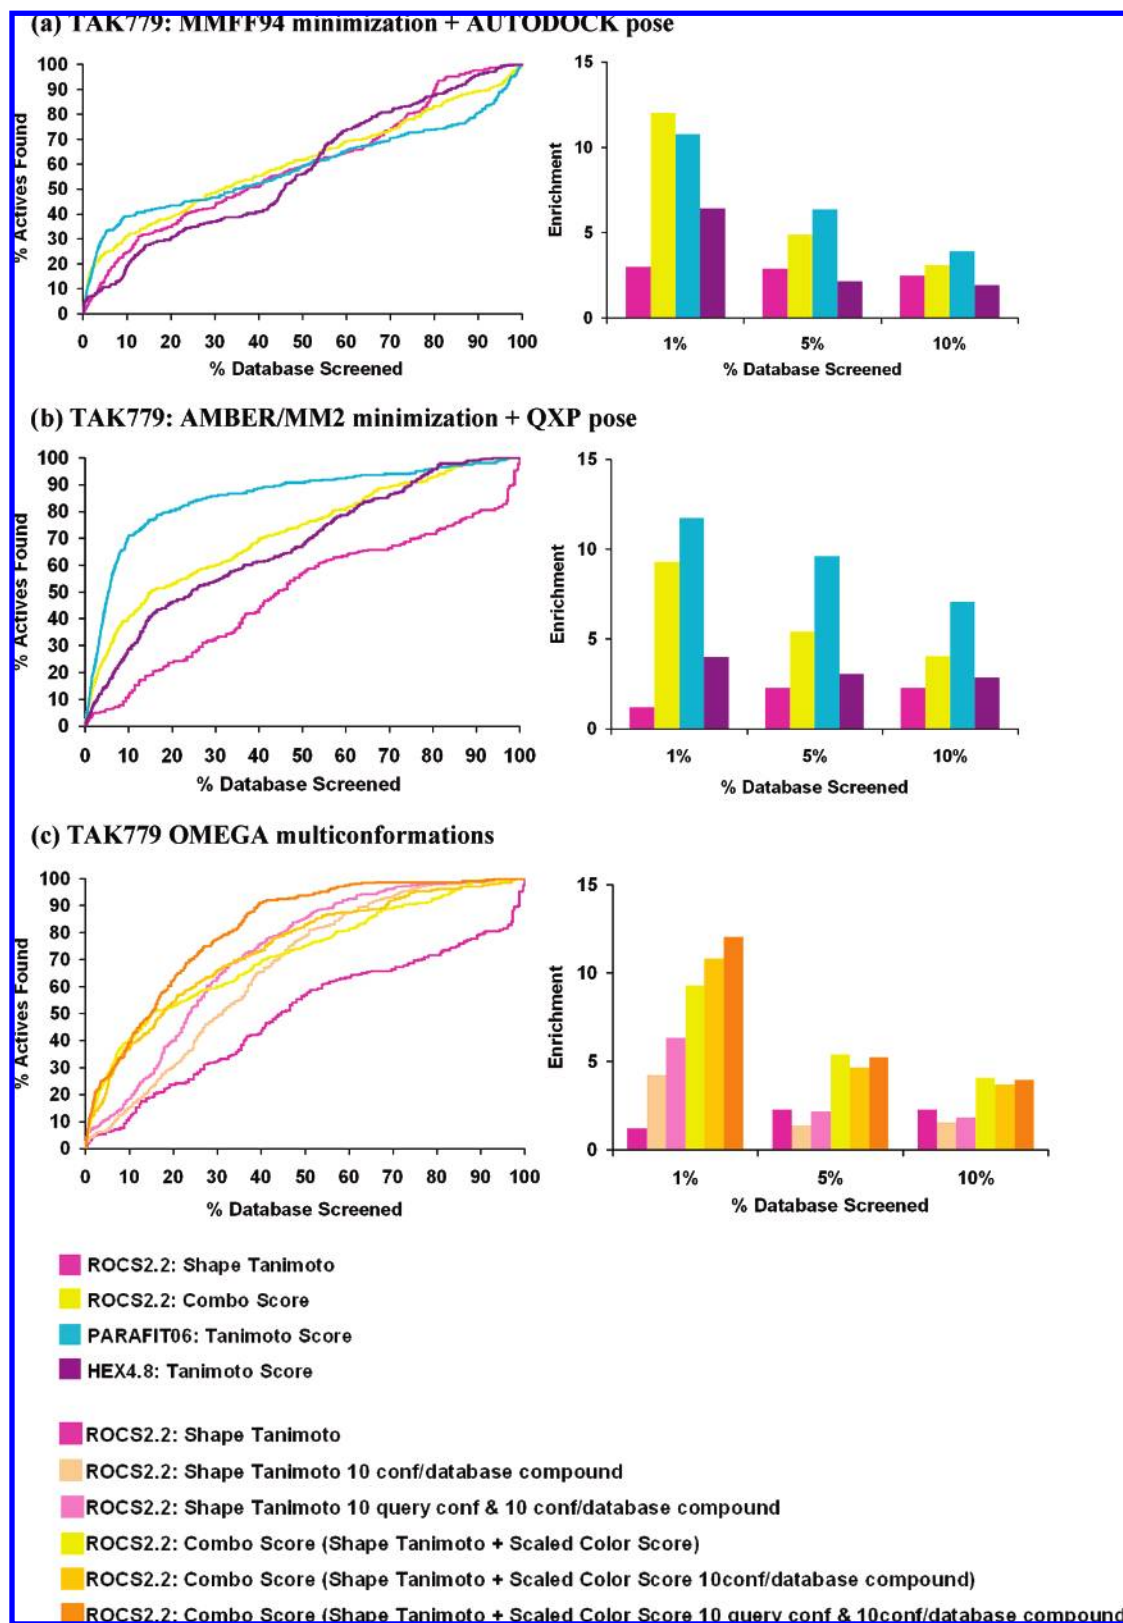 (a) TAK779: MMFF94 minimization + AUTODOCK pose
% Actives Found
100
90
80
70
60
50
40
30
20
10
0
0 10 20 30 40 50 60 70 80 90 100
% Database Screened
Enrichment
15
10
5
0
1% 5% 10%
% Database Screened
(b) TAK779: AMBER/MM2 minimization + QXP pose
% Actives Found
100
90
80
70
60
50
40
30
20
10
0
0 10 20 30 40 50 60 70 80 90 100
% Database Screened
Enrichment
15
10
5
0
1% 5% 10%
% Database Screened
(c) TAK779 OMEGA multiconformations
% Actives Found
100
90
80
70
60
50
40
30
20
10
0
0 10 20 30 40 50 60 70 80 90 100
% Database Screened
Enrichment
15
10
5
0
1% 5% 10%
% Database Screened
ROCS2.2: Shape Tanimoto
ROCS2.2: Combo Score
PARAFIT06: Tanimoto Score
HEX4.8: Tanimoto Score
ROCS2.2: Shape Tanimoto
ROCS2.2: Shape Tanimoto 10 conf/database compound
ROCS2.2: Shape Tanimoto 10 query conf & 10 conf/database compound
ROCS2.2: Combo Score (Shape Tanimoto + Scaled Color Score)
ROCS2.2: Combo Score (Shape Tanimoto + Scaled Color Score 10conf/database compound)
ROCS2.2: Combo Score (Shape Tanimoto + Scaled Color Score 10 query conf & 10conf/database compound